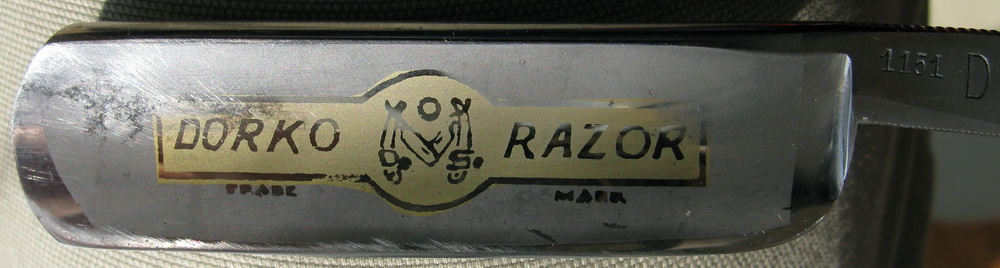 DORKO RAZOR
D. S.
TRADE MARK
1151 D